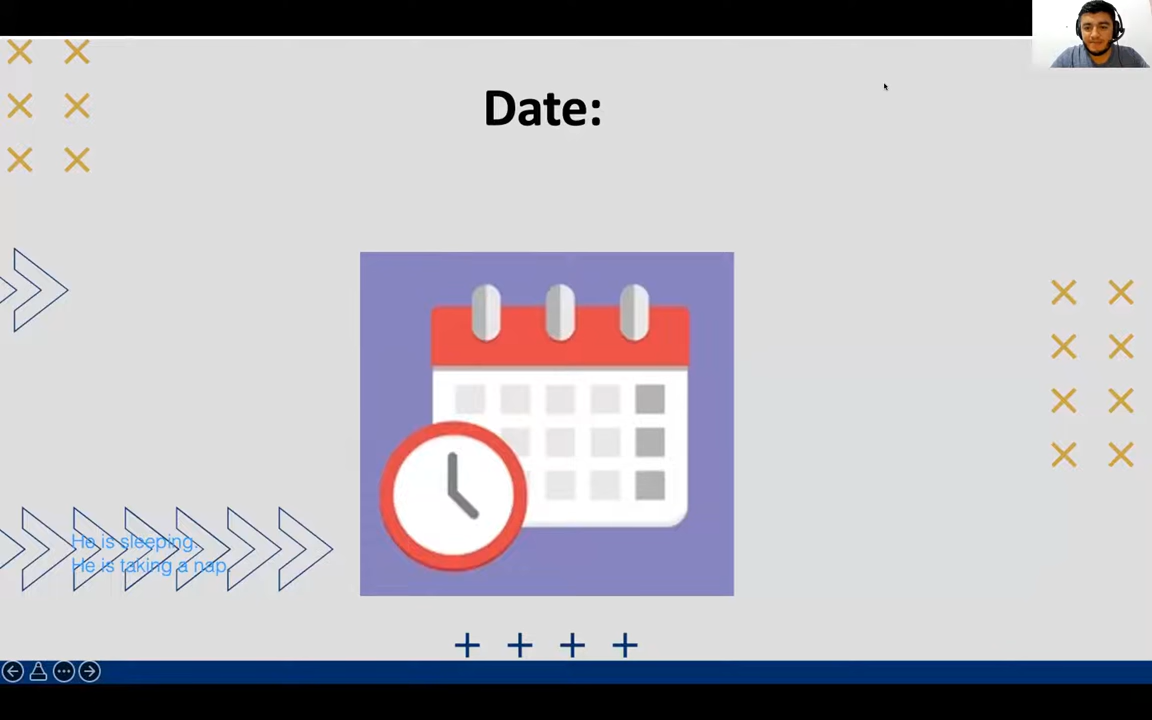 Date:
He is sleeping.
He is taking a nap.